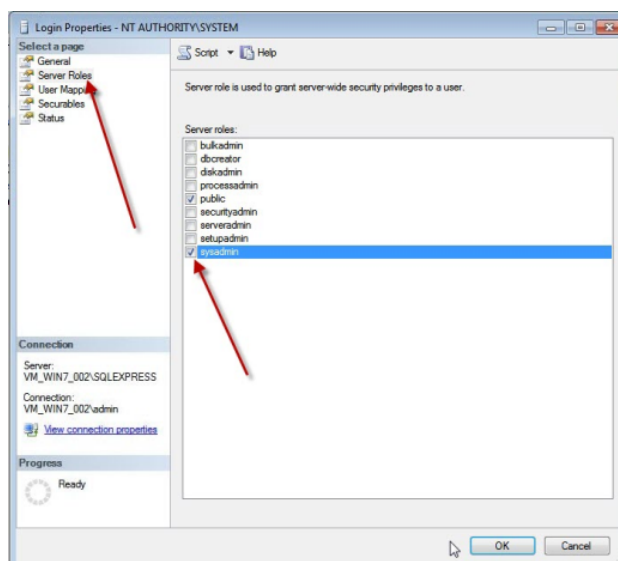 Login Properties - NT AUTHORITY\SYSTEM
Select a page
General
Server Roles
User Mapping
Securables
Status
Script
Help
Server role is used to grant server-wide security privileges to a user.
Server roles:
bulkadmin
dbcreator
diskadmin
processadmin
public
securityadmin
serveradmin
setupadmin
sysadmin
Connection
Server:
VM_WIN7_002\SQLEXPRESS
Connection:
VM_WIN7_002\admin
View connection properties
Progress
Ready
OK
Cancel